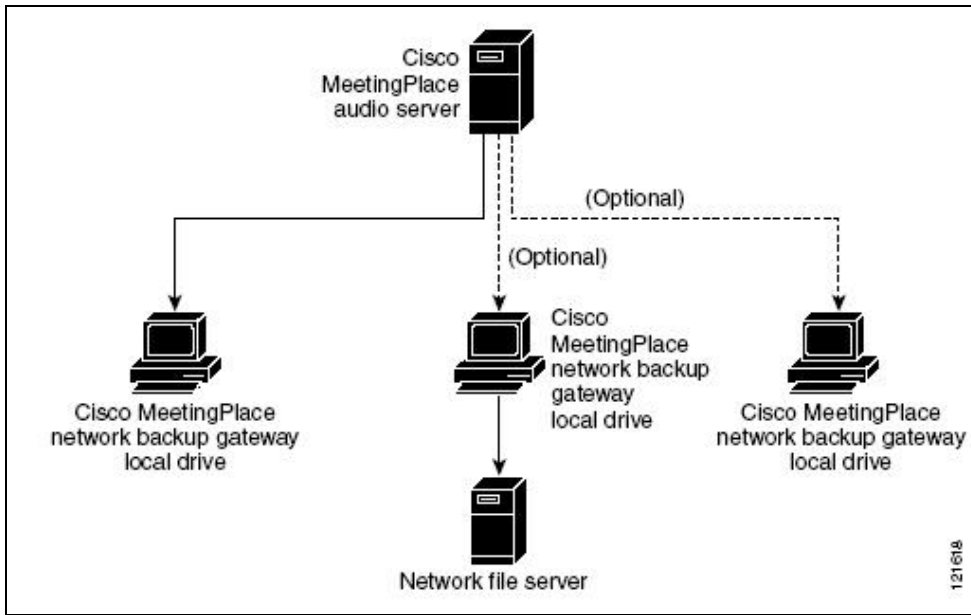 Cisco
MeetingPlace
audio server
(Optional)
(Optional)
Cisco MeetingPlace
network backup gateway
local drive
Cisco
MeetingPlace
network backup
gateway
local drive
Cisco MeetingPlace
network backup gateway
local drive
Network file server
121618